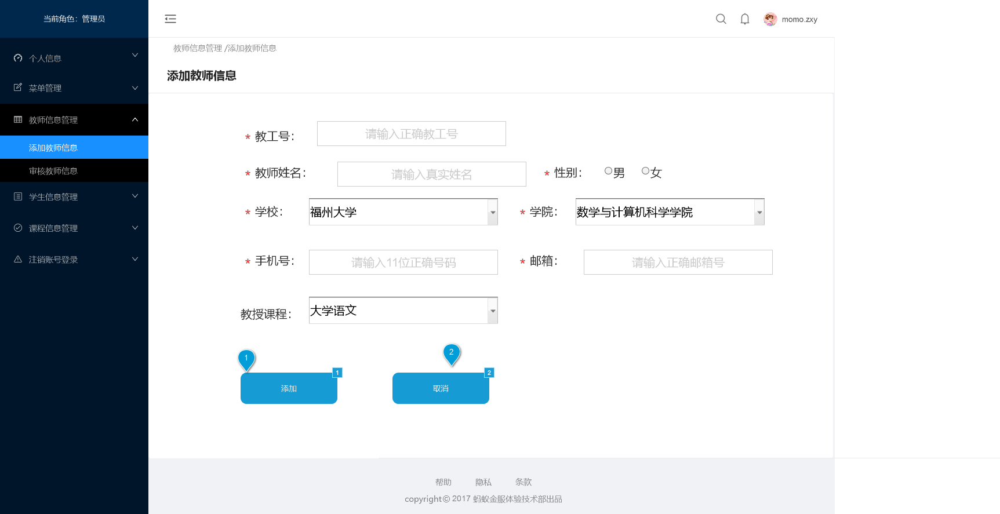 当前角色：管理员
momo.zxy
个人信息
菜单管理
教师信息管理
添加教师信息
审核教师信息
学生信息管理
课程信息管理
注销账号登录
教师信息管理 /添加教师信息
添加教师信息
* 教工号： 请输入正确教工号
* 教师姓名： 请输入真实姓名 * 性别： 男 女
* 学校： 福州大学 * 学院： 数学与计算机科学学院
* 手机号： 请输入11位正确号码 * 邮箱： 请输入正确邮箱号
教授课程： 大学语文
1 2
1 2
添加 取消
帮助 隐私 条款
copyright© 2017 蚂蚁金服体验技术部出品